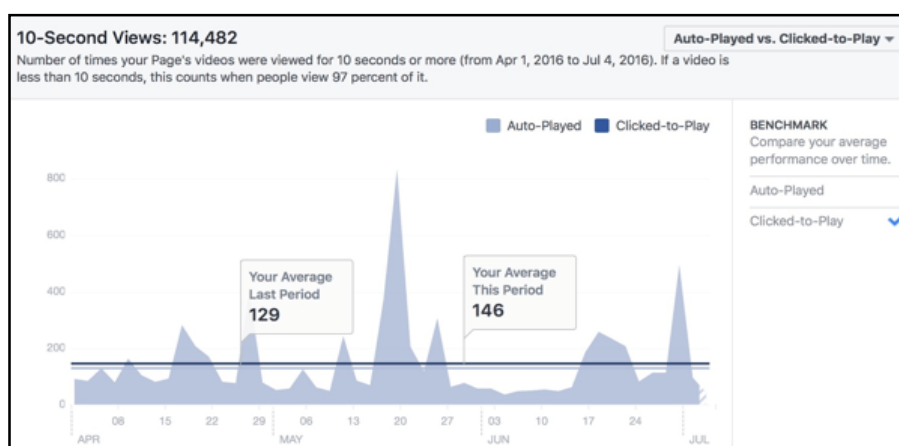 10-Second Views: 114,482
Auto-Played vs. Clicked-to-Play
Number of times your Page's videos were viewed for 10 seconds or more (from Apr 1, 2016 to Jul 4, 2016). If a video is
less than 10 seconds, this counts when people view 97 percent of it.
Auto-Played Clicked-to-Play
BENCHMARK
Compare your average
performance over time.
Auto-Played
Clicked-to-Play
800
600
400
200
0
Your Average
Last Period
129
Your Average
This Period
146
08 15 22 29 06 13 20 27 03 10 17 24
APR MAY JUN JUL